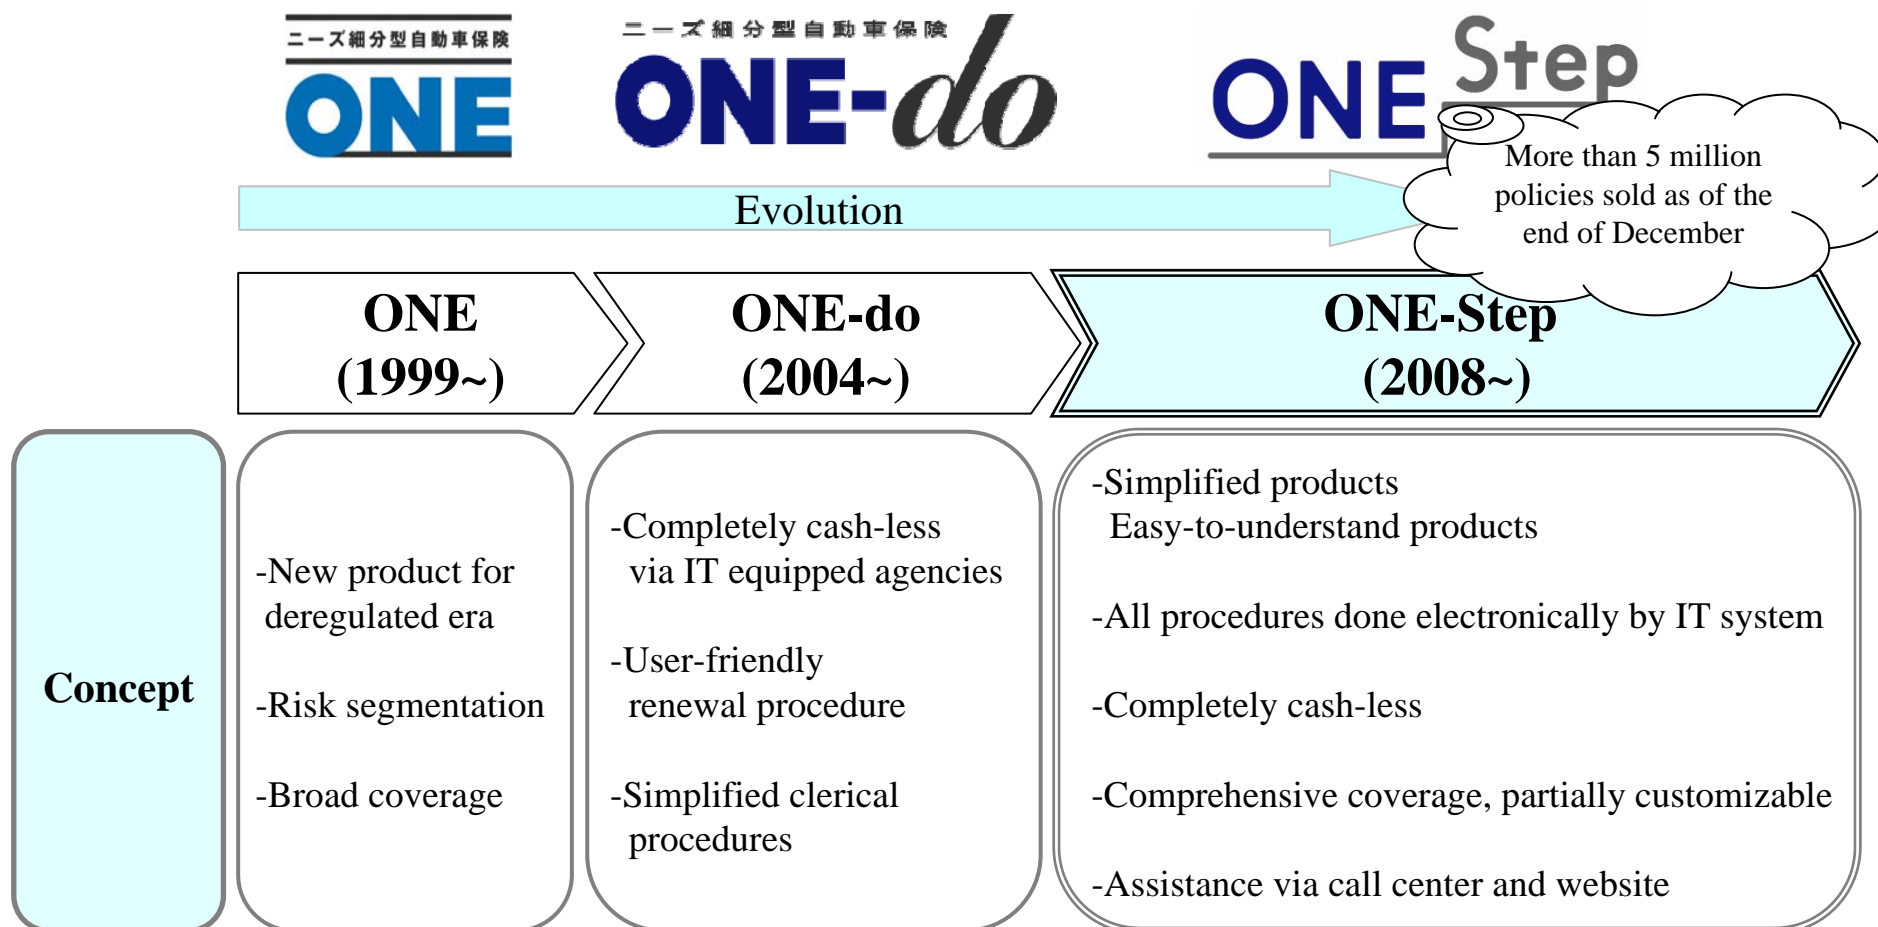 ニーズ細分型自動車保険
ONE
ニーズ細分型自動車保険
ONE-do
ONE Step
More than 5 million
policies sold as of the
end of December
Evolution
ONE
(1999~)
ONE-do
(2004~)
ONE-Step
(2008~)
Concept
-New product for
deregulated era
-Risk segmentation
-Broad coverage
-Completely cash-less
via IT equipped agencies
-User-friendly
renewal procedure
-Simplified clerical
procedures
-Simplified products
Easy-to-understand products
-All procedures done electronically by IT system
-Completely cash-less
-Comprehensive coverage, partially customizable
-Assistance via call center and website